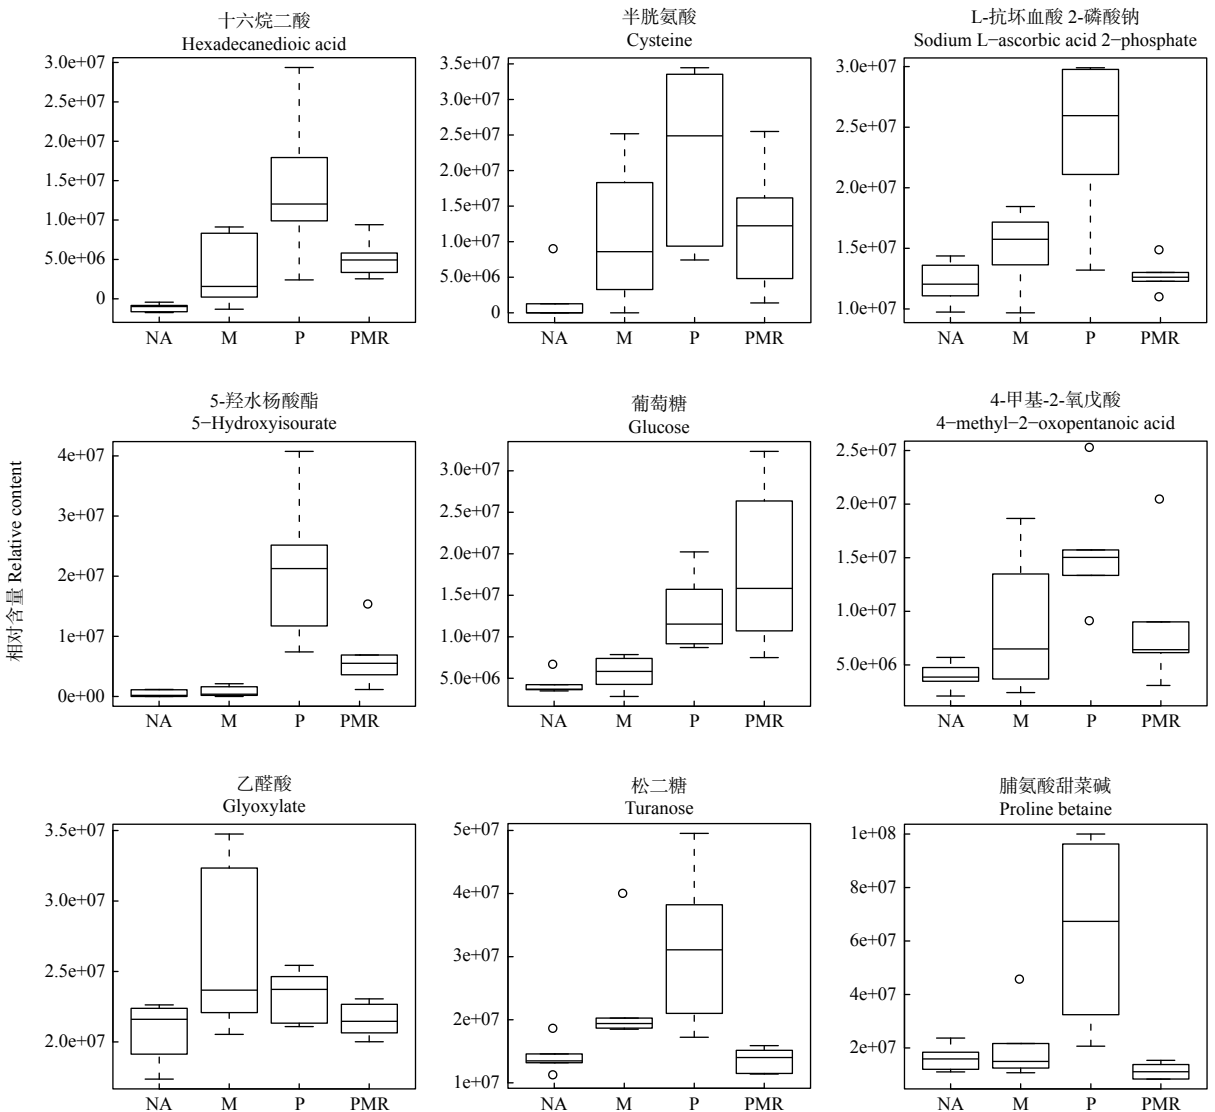 十六烷二酸
Hexadecanedioic acid
3.0e+07
2.5e+07
2.0e+07
1.5e+07
1.0e+07
5.0e+06
0
NA M P PMR
半胱氨酸
Cysteine
3.5e+07
3.0e+07
2.5e+07
2.0e+07
1.5e+07
1.0e+07
5.0e+06
0
NA M P PMR
L-抗坏血酸 2-磷酸钠
Sodium L−ascorbic acid 2−phosphate
3.0e+07
2.5e+07
2.0e+07
1.5e+07
1.0e+07
NA M P PMR
相对含量 Relative content
5-羟水杨酸酯
5−Hydroxyisourate
4e+07
3e+07
2e+07
1e+07
0e+00
NA M P PMR
葡萄糖
Glucose
3.0e+07
2.5e+07
2.0e+07
1.5e+07
1.0e+07
5.0e+06
NA M P PMR
4-甲基-2-氧戊酸
4−methyl−2−oxopentanoic acid
2.5e+07
2.0e+07
1.5e+07
1.0e+07
5.0e+06
NA M P PMR
乙醛酸
Glyoxylate
3.5e+07
3.0e+07
2.5e+07
2.0e+07
NA M P PMR
松二糖
Turanose
5e+07
4e+07
3e+07
2e+07
1e+07
NA M P PMR
脯氨酸甜菜碱
Proline betaine
1e+08
8e+07
6e+07
4e+07
2e+07
NA M P PMR